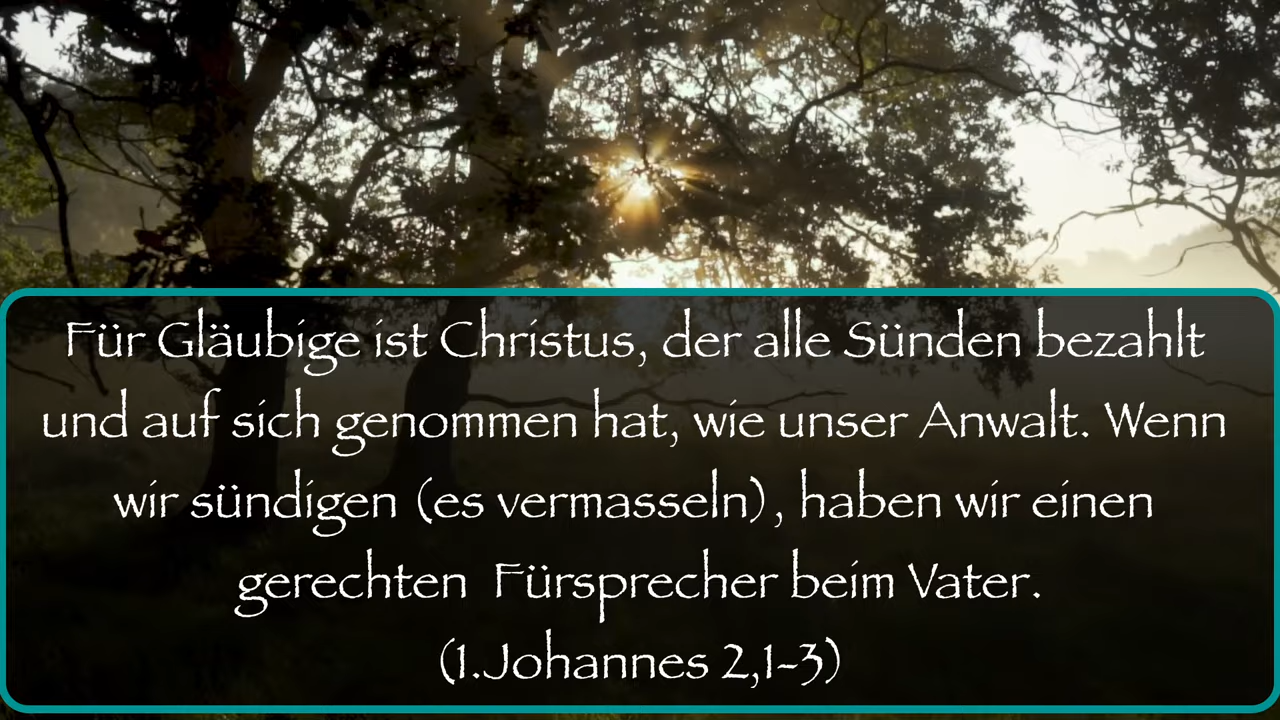 Für Gläubige ist Christus, der alle Sünden bezahlt
und auf sich genommen hat, wie unser Anwalt. Wenn
wir sündigen (es vermasseln), haben wir einen
gerechten Fürsprecher beim Vater.
(1.Johannes 2,1-3)